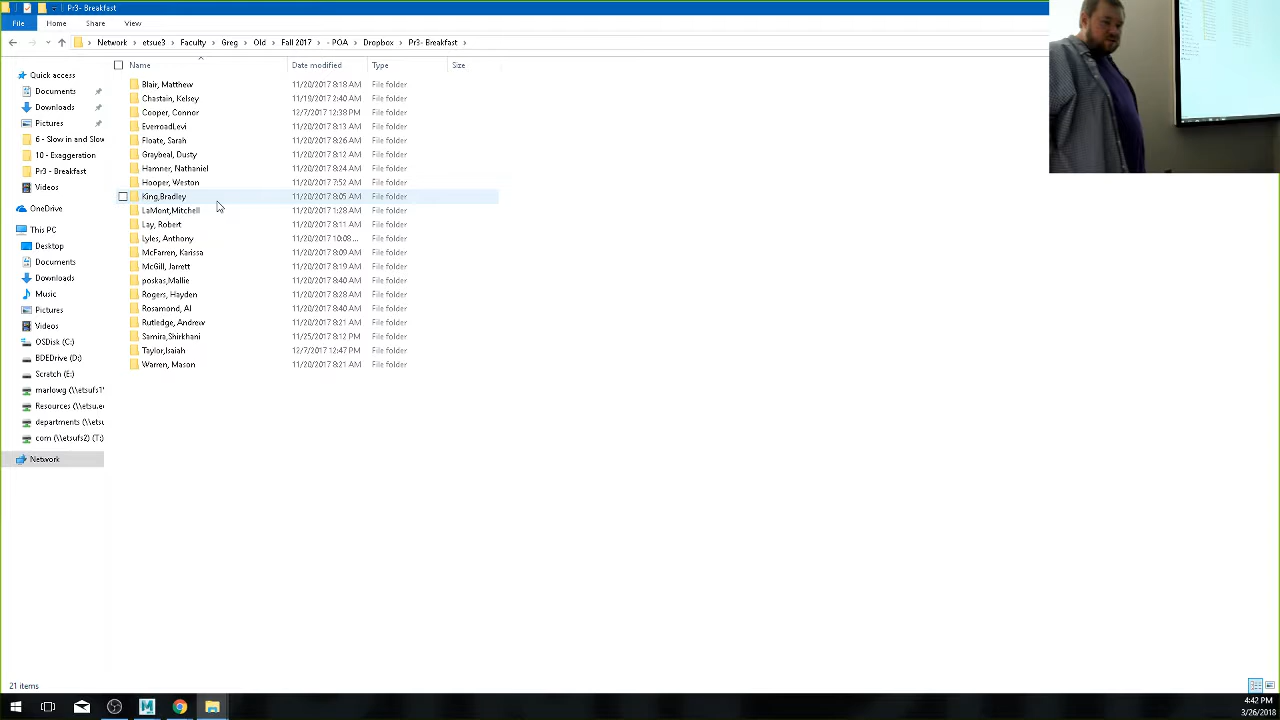 Pr3- Breakfast
File Home Share View
Network > etsue3 > Faculty > Greg > Old > Fall 2017 > - PCA > Dropbox > Pr3- Breakfast >
Name Date modified Type Size
Quick access
Documents
Downloads
Pictures
6 - Slow in and Slow
10 - Exaggeration
Pr3 - Breakfast
Videos
OneDrive
This PC
Desktop
Documents
Downloads
Music
Pictures
Videos
OSDisk (C:)
BDEDrive (D:)
Scratch (E:)
marlowg (\\etsufs1
Resources (\\etsu.e
departments (\\etsu
com (\\etsufs2) (T:)
Network
Blair, Matthew 11/20/2017 8:18 AM File folder
Chastain, Kelsey 11/19/2017 2:40 AM File folder
Cooper, Connor 12/7/2017 12:38 PM File folder
EverroadLevi 11/20/2017 8:13 AM File folder
Floate, Sarah 11/20/2017 8:26 AM File folder
Graybeal, Dusty 11/20/2017 8:12 AM File folder
Hamner, Nathaniel 11/20/2017 8:24 AM File folder
Hooper, Weston 11/20/2017 7:52 AM File folder
King,Bradley 11/20/2017 8:05 AM File folder
LaMont,Mitchell 11/20/2017 1:28 AM File folder
Lay, Robert 11/20/2017 8:11 AM File folder
Lyles, Anthony 11/20/2017 10:08 ... File folder
McFarren, Karissa 11/20/2017 8:09 AM File folder
McGill, Jarrett 11/20/2017 8:19 AM File folder
poskas,Mallie 11/20/2017 8:40 AM File folder
Rogers, Hayden 11/20/2017 8:28 AM File folder
Rosamond, Al 11/20/2017 8:40 AM File folder
Rutledge, Andrew 11/20/2017 8:21 AM File folder
Samira,Shirkhani 11/25/2017 8:12 PM File folder
Taylor,Isaiah 12/7/2017 12:47 PM File folder
Warren, Mason 11/20/2017 8:21 AM File folder
21 items
4:42 PM
3/26/2018